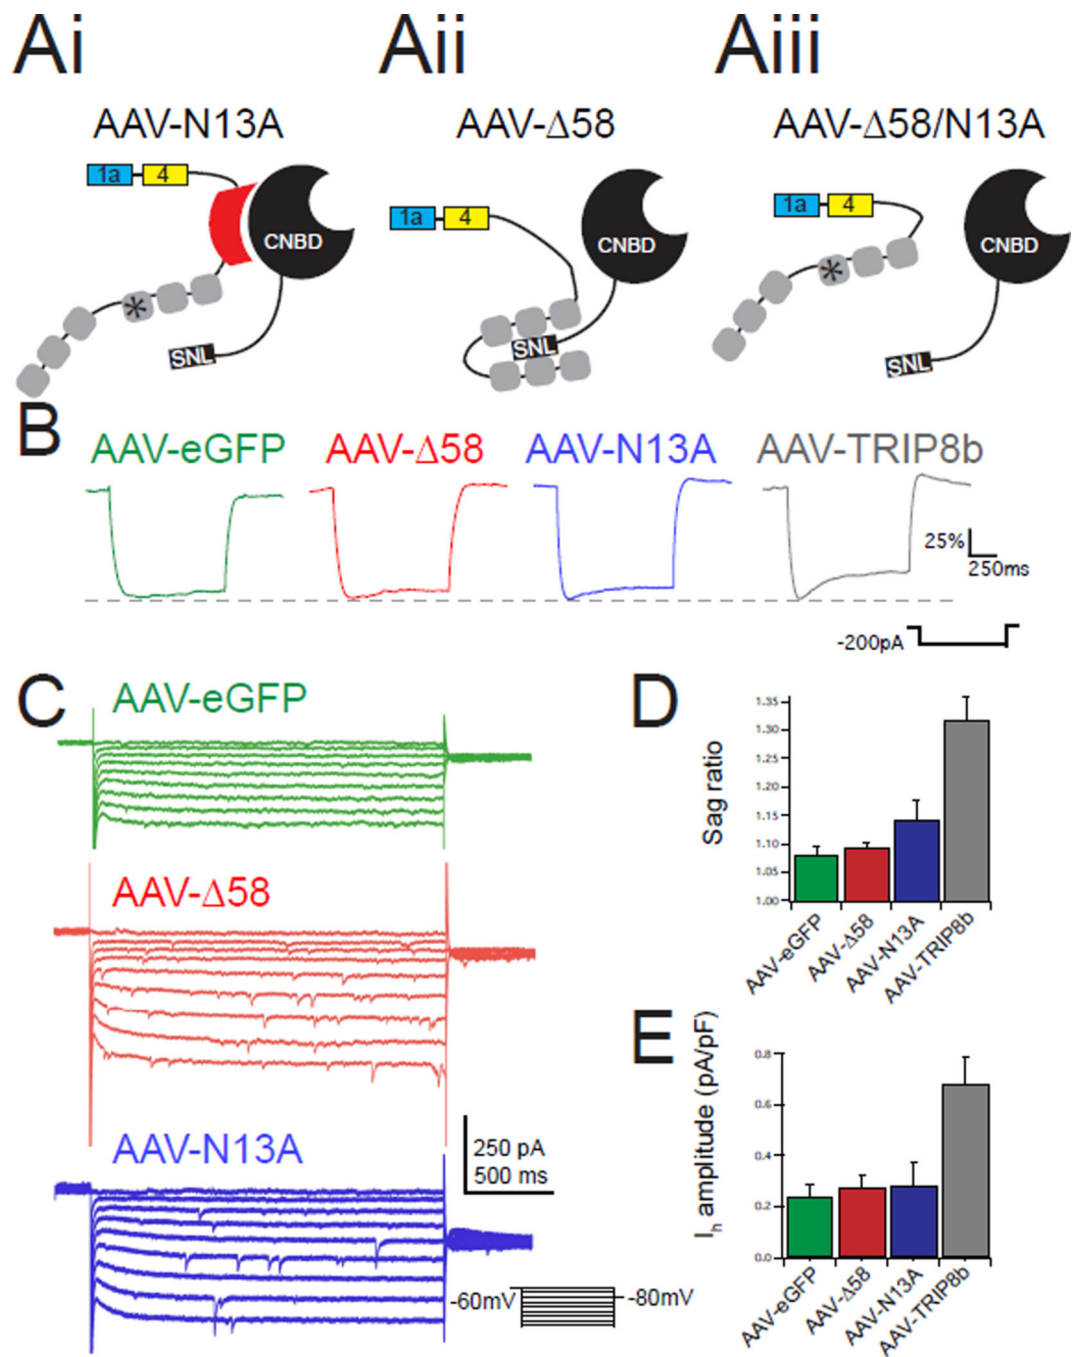 Ai Aii Aiii
AAV-N13A AAV-Δ58 AAV-Δ58/N13A
1a 4 CNBD * SNL
1a 4 CNBD SNL
1a 4 CNBD * SNL
B
AAV-eGFP AAV-Δ58 AAV-N13A AAV-TRIP8b
25%
250ms
-200pA
C
AAV-eGFP
AAV-Δ58
AAV-N13A
250 pA
500 ms
-60mV -80mV
D
Sag ratio
1.35
1.30
1.25
1.20
1.15
1.10
1.05
1.00
AAV-eGFP
AAV-Δ58
AAV-N13A
AAV-TRIP8b
E
Ih amplitude (pA/pF)
0.8
0.6
0.4
0.2
0.0
AAV-eGFP
AAV-Δ58
AAV-N13A
AAV-TRIP8b